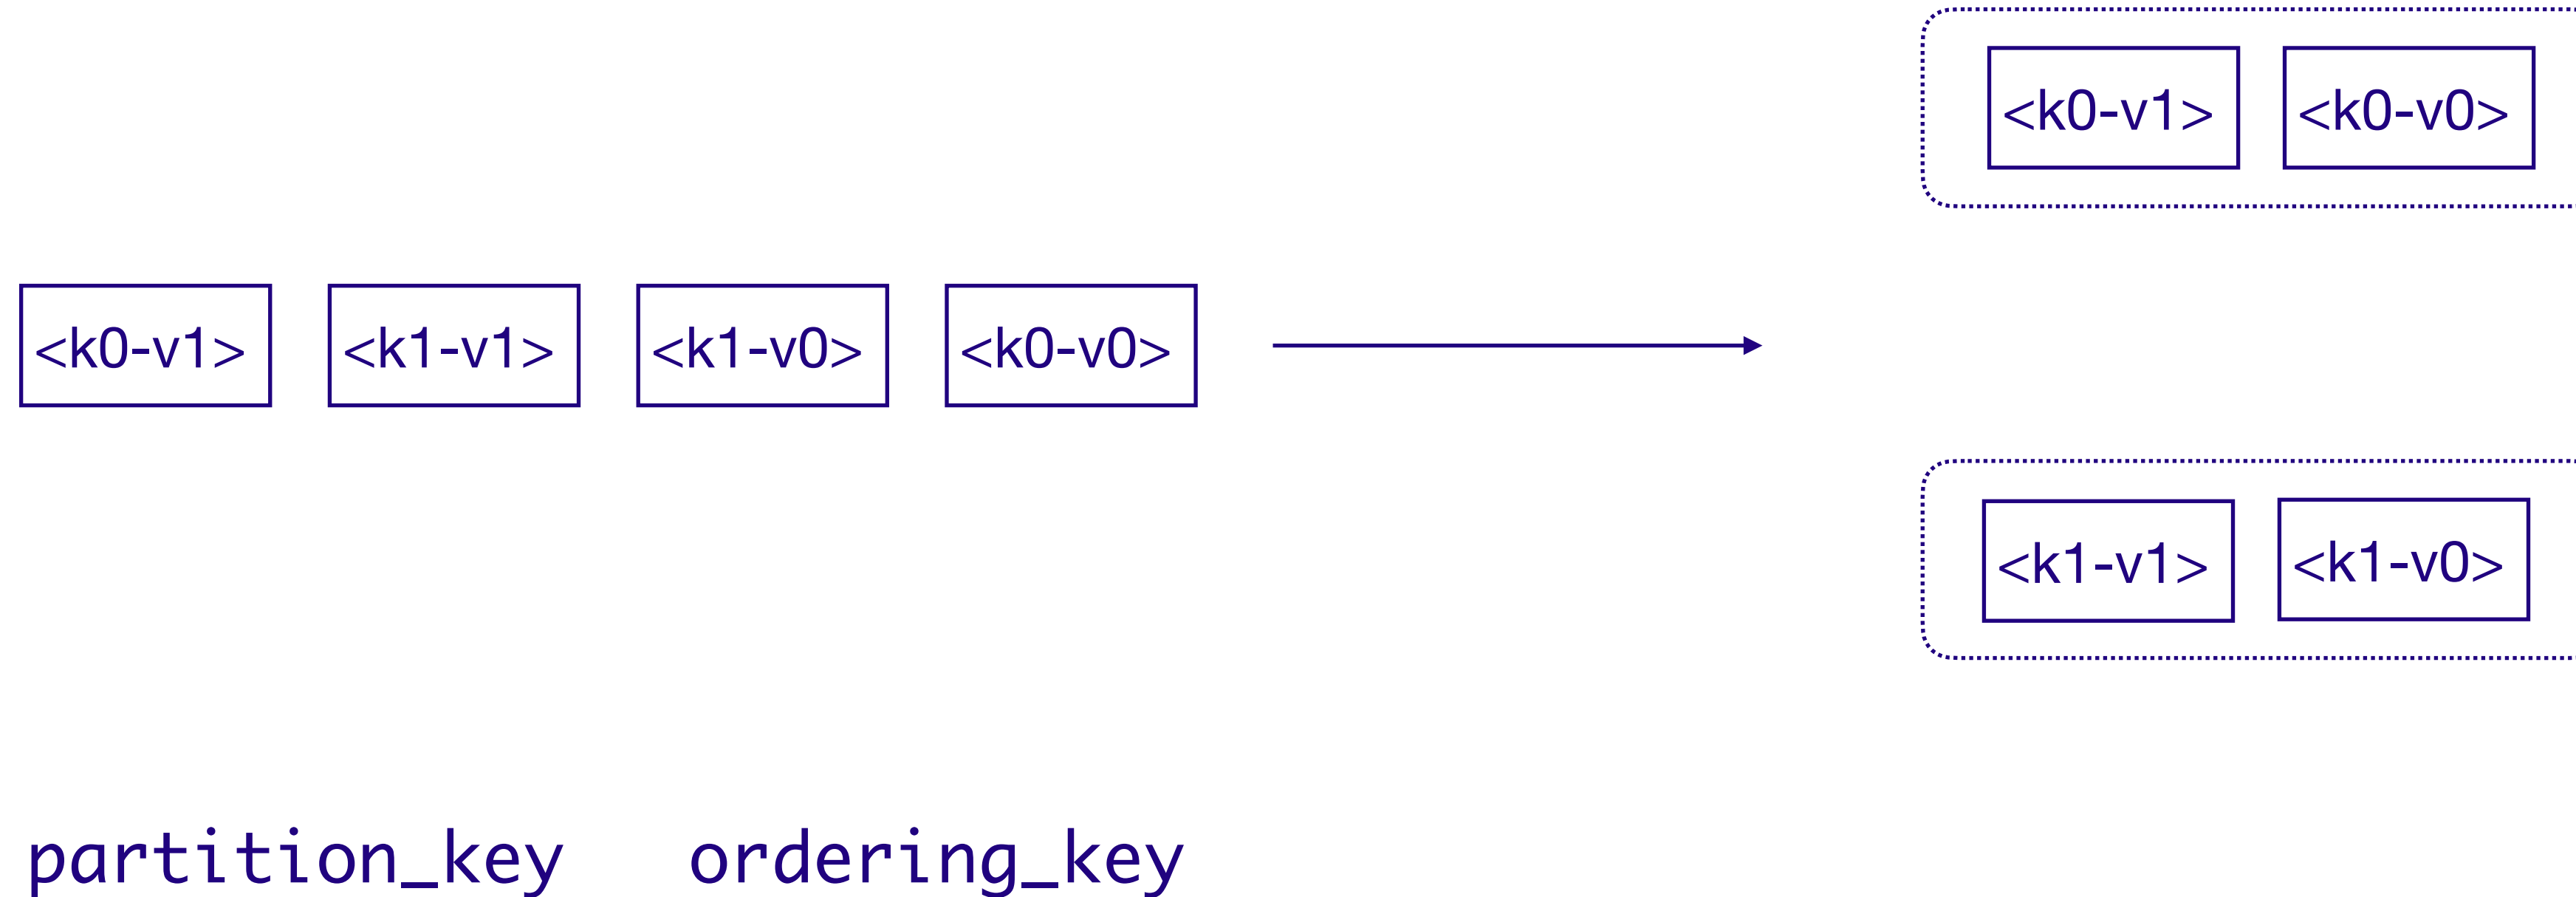 <k0-v1> <k0-v0>
<k0-v1> <k1-v1> <k1-v0> <k0-v0>
<k1-v1> <k1-v0>
partition_key ordering_key